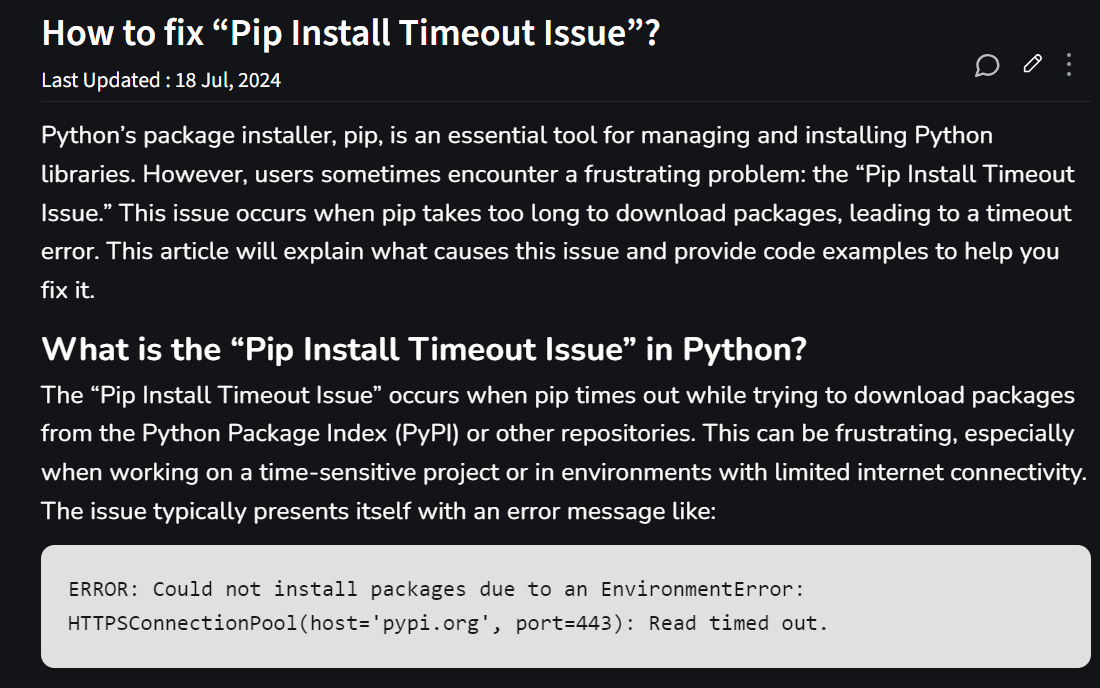 How to fix “Pip Install Timeout Issue”?
Last Updated : 18 Jul, 2024
Python’s package installer, pip, is an essential tool for managing and installing Python
libraries. However, users sometimes encounter a frustrating problem: the “Pip Install Timeout
Issue.” This issue occurs when pip takes too long to download packages, leading to a timeout
error. This article will explain what causes this issue and provide code examples to help you
fix it.
What is the “Pip Install Timeout Issue” in Python?
The “Pip Install Timeout Issue” occurs when pip times out while trying to download packages
from the Python Package Index (PyPI) or other repositories. This can be frustrating, especially
when working on a time-sensitive project or in environments with limited internet connectivity.
The issue typically presents itself with an error message like:
ERROR: Could not install packages due to an EnvironmentError:
HTTPSConnectionPool(host='pypi.org', port=443): Read timed out.